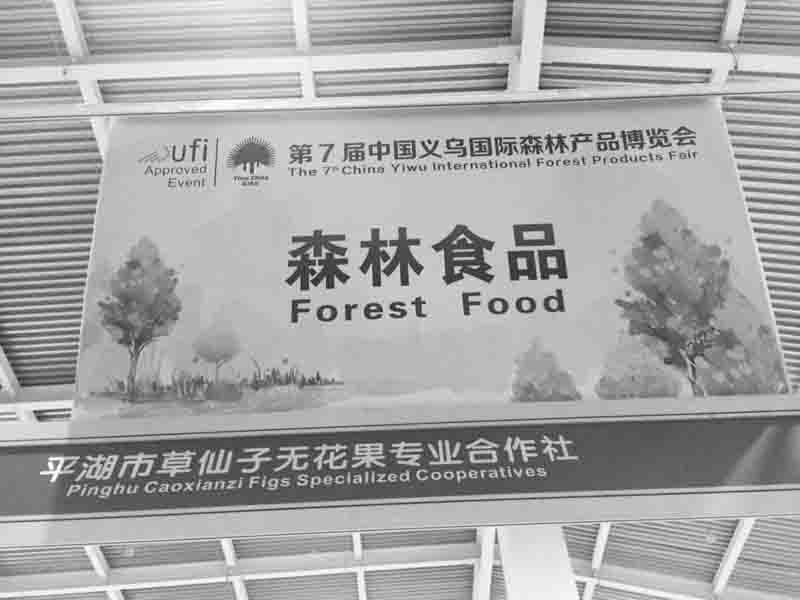 ufi
Approved
Event
第7届中国义乌国际森林产品博览会
The 7th China Yiwu International Forest Products Fair
森林食品
Forest Food
平湖市草仙子无花果专业合作社
Pinghu Caoxianzi Figs Specialized Cooperatives